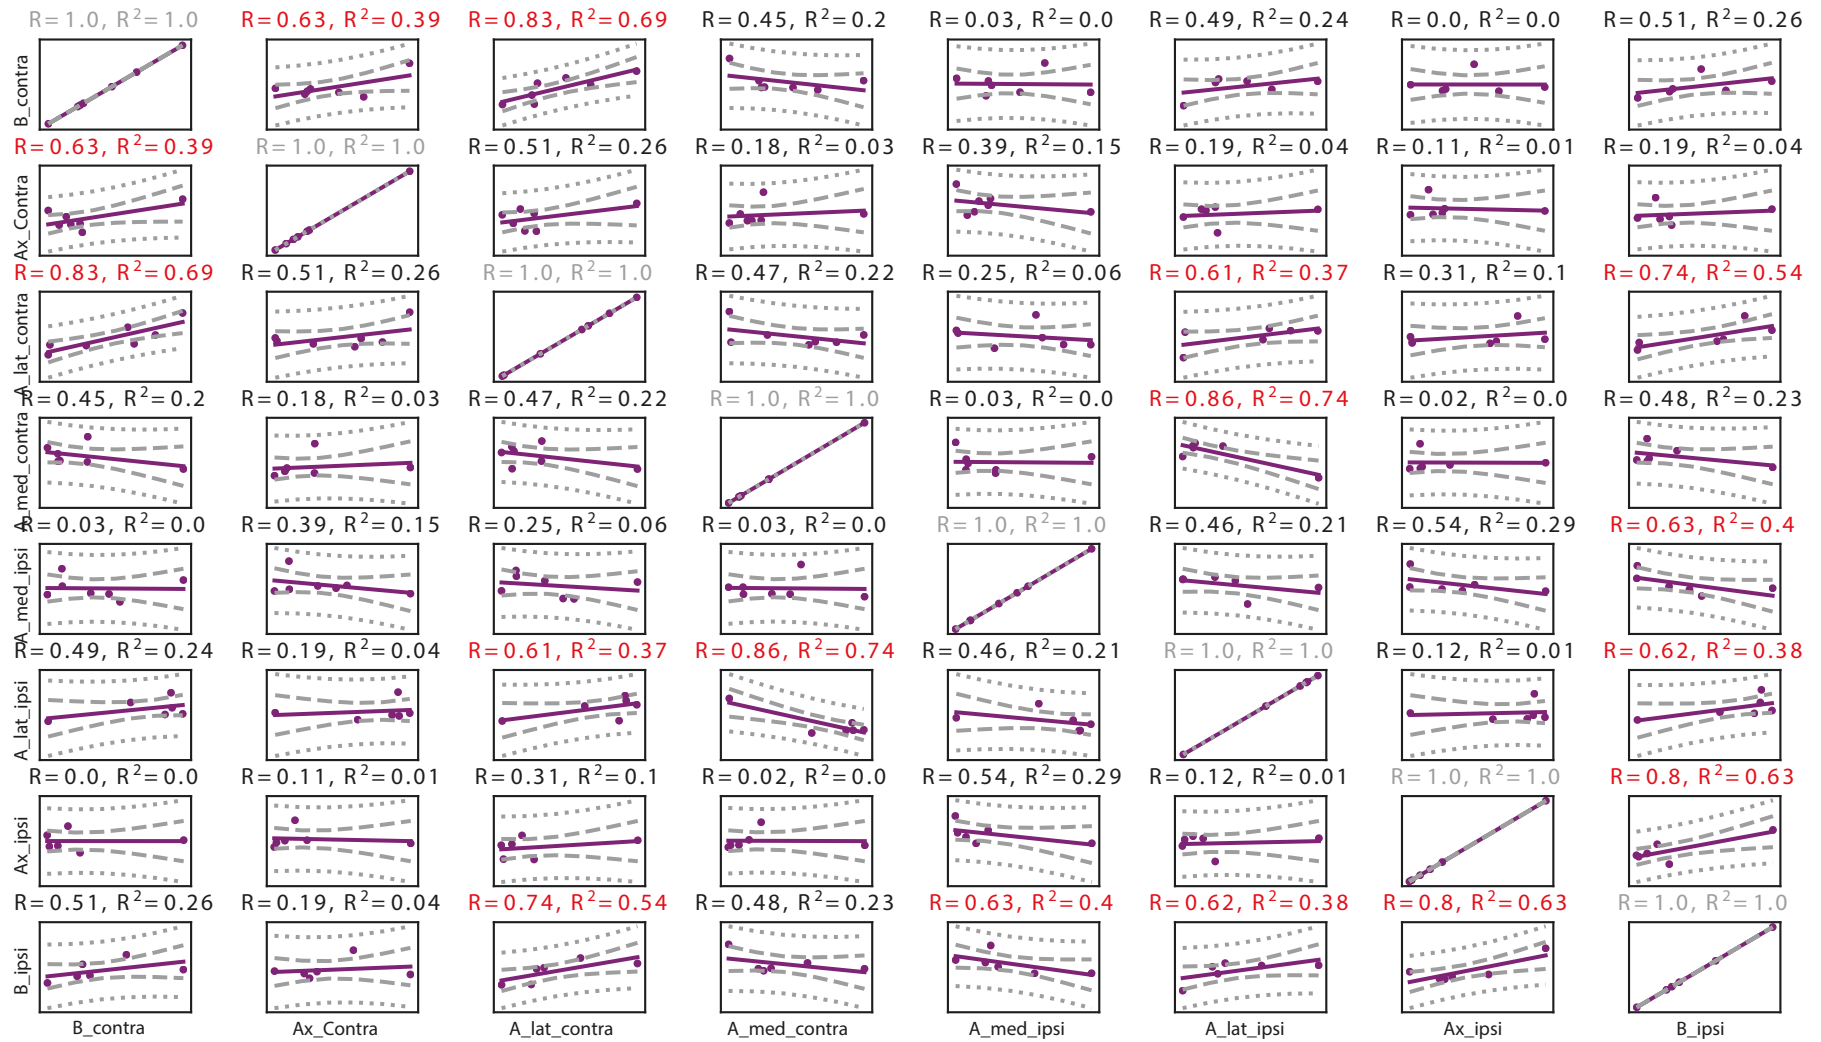 R=1.0, R²=1.0 R=0.63, R²=0.39 R=0.83, R²=0.69 R=0.45, R²=0.2 R=0.03, R²=0.0 R=0.49, R²=0.24 R=0.0, R²=0.0 R=0.51, R²=0.26
B_contra
R=0.63, R²=0.39 R=1.0, R²=1.0 R=0.51, R²=0.26 R=0.18, R²=0.03 R=0.39, R²=0.15 R=0.19, R²=0.04 R=0.11, R²=0.01 R=0.19, R²=0.04
Ax_Contra
R=0.83, R²=0.69 R=0.51, R²=0.26 R=1.0, R²=1.0 R=0.47, R²=0.22 R=0.25, R²=0.06 R=0.61, R²=0.37 R=0.31, R²=0.1 R=0.74, R²=0.54
A_lat_contra
R=0.45, R²=0.2 R=0.18, R²=0.03 R=0.47, R²=0.22 R=1.0, R²=1.0 R=0.03, R²=0.0 R=0.86, R²=0.74 R=0.02, R²=0.0 R=0.48, R²=0.23
A_med_contra
R=0.03, R²=0.0 R=0.39, R²=0.15 R=0.25, R²=0.06 R=0.03, R²=0.0 R=1.0, R²=1.0 R=0.46, R²=0.21 R=0.54, R²=0.29 R=0.63, R²=0.4
A_med_ipsi
R=0.49, R²=0.24 R=0.19, R²=0.04 R=0.61, R²=0.37 R=0.86, R²=0.74 R=0.46, R²=0.21 R=1.0, R²=1.0 R=0.12, R²=0.01 R=0.62, R²=0.38
A_lat_ipsi
R=0.0, R²=0.0 R=0.11, R²=0.01 R=0.31, R²=0.1 R=0.02, R²=0.0 R=0.54, R²=0.29 R=0.12, R²=0.01 R=1.0, R²=1.0 R=0.8, R²=0.63
Ax_ipsi
R=0.51, R²=0.26 R=0.19, R²=0.04 R=0.74, R²=0.54 R=0.48, R²=0.23 R=0.63, R²=0.4 R=0.62, R²=0.38 R=0.8, R²=0.63 R=1.0, R²=1.0
B_ipsi
B_contra Ax_Contra A_lat_contra A_med_contra A_med_ipsi A_lat_ipsi Ax_ipsi B_ipsi